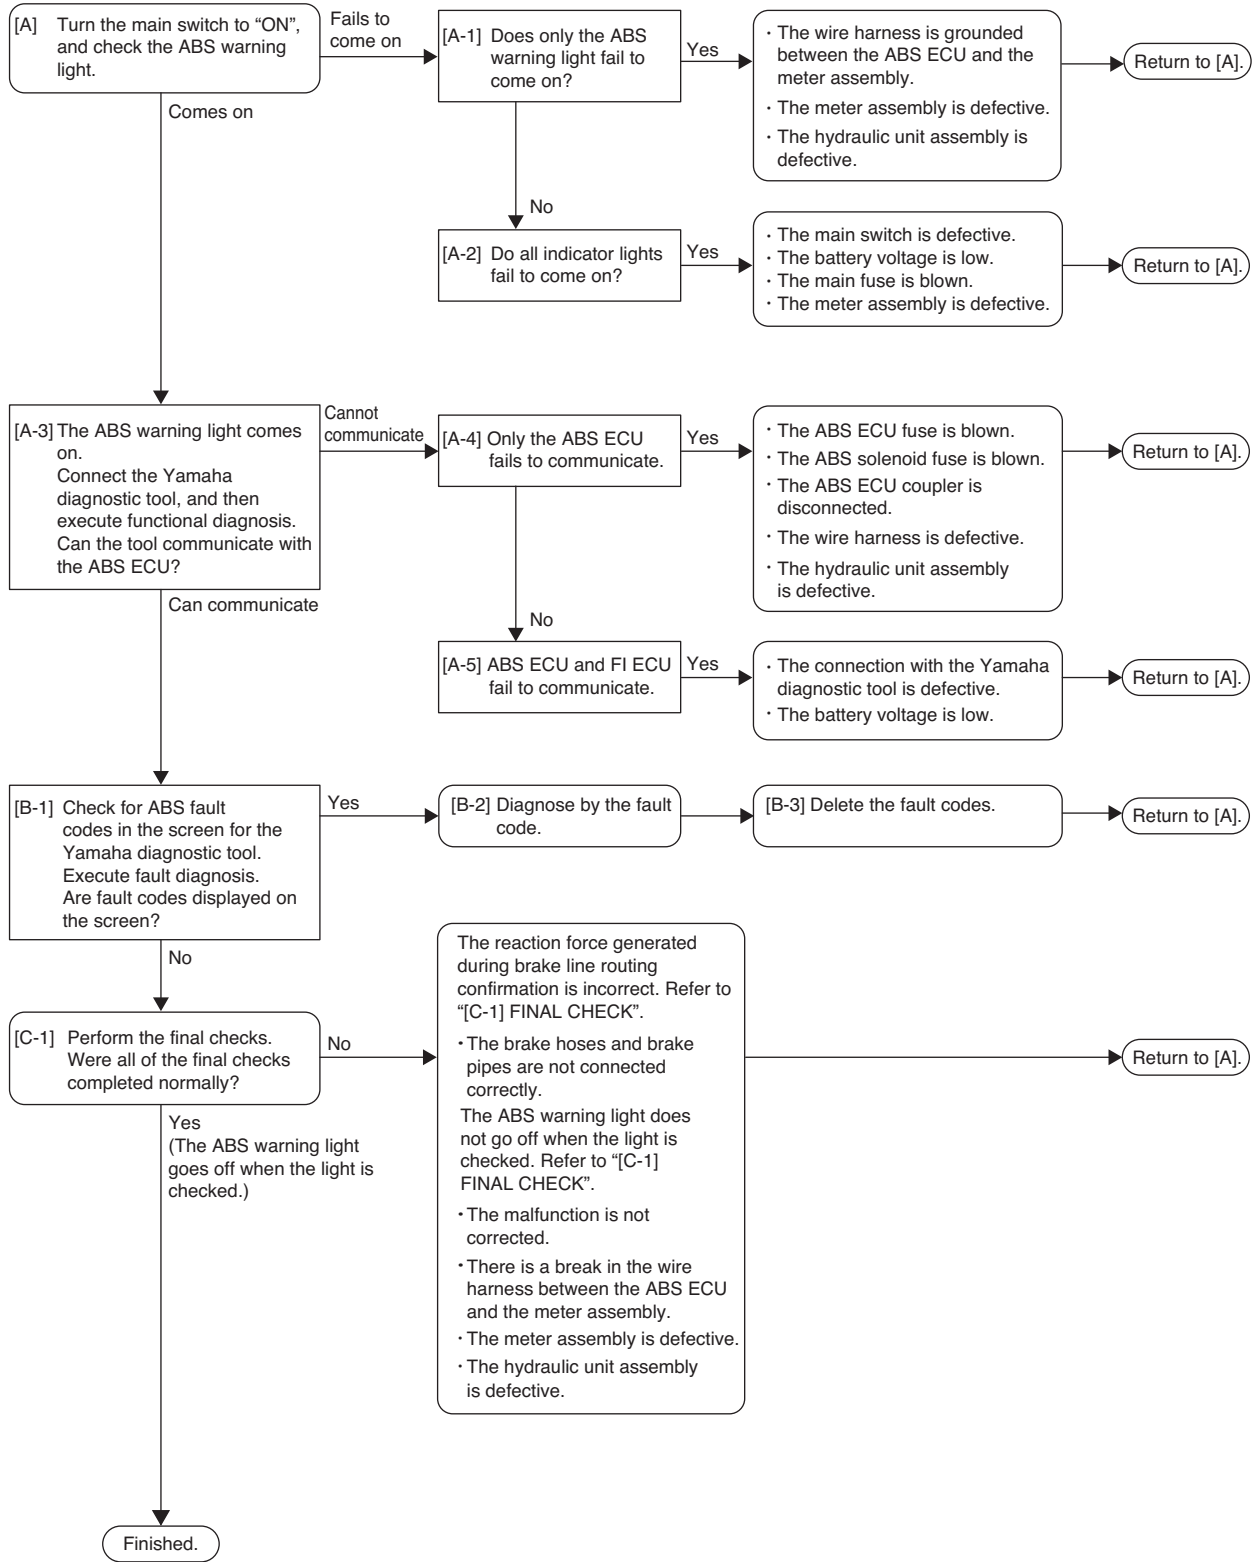 [A] Turn the main switch to “ON”,
and check the ABS warning
light.
Fails to
come on
[A-1] Does only the ABS
warning light fail to
come on?
Yes
· The wire harness is grounded
between the ABS ECU and the
meter assembly.
· The meter assembly is defective.
· The hydraulic unit assembly is
defective.
Return to [A].
Comes on
No
[A-2] Do all indicator lights
fail to come on?
Yes
· The main switch is defective.
· The battery voltage is low.
· The main fuse is blown.
· The meter assembly is defective.
Return to [A].
[A-3] The ABS warning light comes
on.
Connect the Yamaha
diagnostic tool, and then
execute functional diagnosis.
Can the tool communicate with
the ABS ECU?
Cannot
communicate
[A-4] Only the ABS ECU
fails to communicate.
Yes
· The ABS ECU fuse is blown.
· The ABS solenoid fuse is blown.
· The ABS ECU coupler is
disconnected.
· The wire harness is defective.
· The hydraulic unit assembly
is defective.
Return to [A].
Can communicate
No
[A-5] ABS ECU and FI ECU
fail to communicate.
Yes
· The connection with the Yamaha
diagnostic tool is defective.
· The battery voltage is low.
Return to [A].
[B-1] Check for ABS fault
codes in the screen for the
Yamaha diagnostic tool.
Execute fault diagnosis.
Are fault codes displayed on
the screen?
Yes
[B-2] Diagnose by the fault
code.
[B-3] Delete the fault codes.
Return to [A].
No
[C-1] Perform the final checks.
Were all of the final checks
completed normally?
No
The reaction force generated
during brake line routing
confirmation is incorrect. Refer to
“[C-1] FINAL CHECK”.
· The brake hoses and brake
pipes are not connected
correctly.
The ABS warning light does
not go off when the light is
checked. Refer to “[C-1]
FINAL CHECK”.
· The malfunction is not
corrected.
· There is a break in the wire
harness between the ABS ECU
and the meter assembly.
· The meter assembly is defective.
· The hydraulic unit assembly
is defective.
Return to [A].
Yes
(The ABS warning light
goes off when the light is
checked.)
Finished.